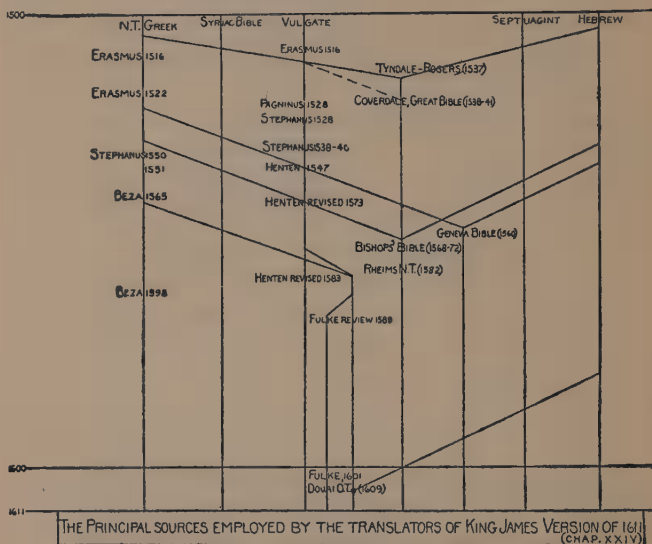 1500
N.T. GREEK
SYRIAC BIBLE
VULGATE
SEPTUAGINT
HEBREW
ERASMUS 1516
ERASMUS 1516
TYNDALE-ROGERS (1537)
ERASMUS 1522
COVERDALE, GREAT BIBLE (1538-41)
PAGNINUS 1528
STEPHANUS 1528
STEPHANUS 1538-40
STEPHANUS 1550
1551
HENTEN 1547
BEZA 1565
HENTEN REVISED 1573
GENEVA BIBLE (1560)
BISHOPS' BIBLE (1568-72)
RHEIMS N.T. (1582)
HENTEN REVISED 1583
BEZA 1598
FULKE REVIEW 1589
1600
FULKE 1601
DOUAI O.T. (1609)
1611
THE PRINCIPAL SOURCES EMPLOYED BY THE TRANSLATORS OF KING JAMES VERSION OF 1611
(CHAP. XXIV)